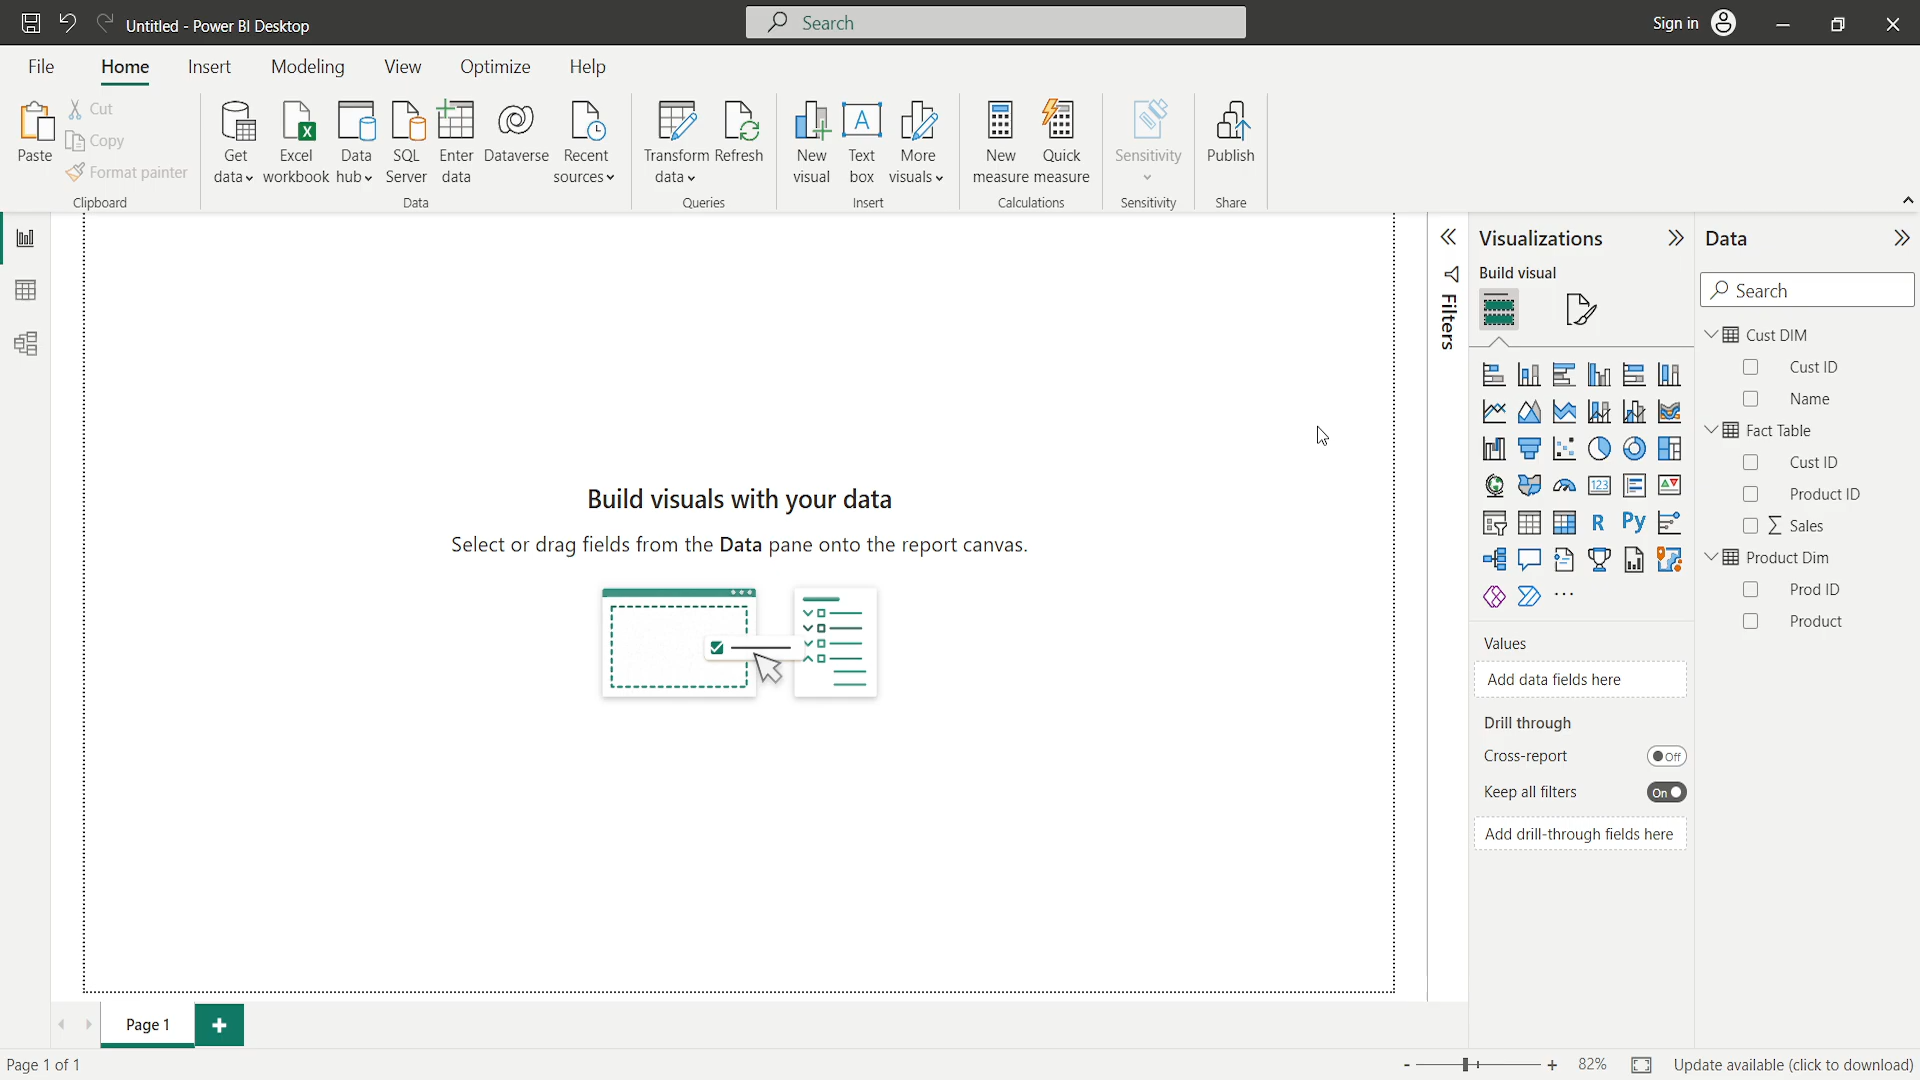 Untitled - Power BI Desktop
Search
Sign in
File
Home
Insert
Modeling
View
Optimize
Help
Paste
Cut
Copy
Format painter
Clipboard
Get data
Excel workbook
Data hub
SQL Server
Enter data
Dataverse
Recent sources
Data
Transform data
Refresh
Queries
New visual
A
Text box
More visuals
Insert
New measure
Quick measure
Calculations
Sensitivity
Sensitivity
Publish
Share
Build visuals with your data
Select or drag fields from the Data pane onto the report canvas.
Filters
Visualizations
Build visual
123
R
Py
Values
Add data fields here
Drill through
Cross-report
Off
Keep all filters
On
Add drill-through fields here
Data
Search
Cust DIM
Cust ID
Name
Fact Table
Cust ID
Product ID
∑ Sales
Product Dim
Prod ID
Product
Page 1
+
Page 1 of 1
- +
82%
Update available (click to download)